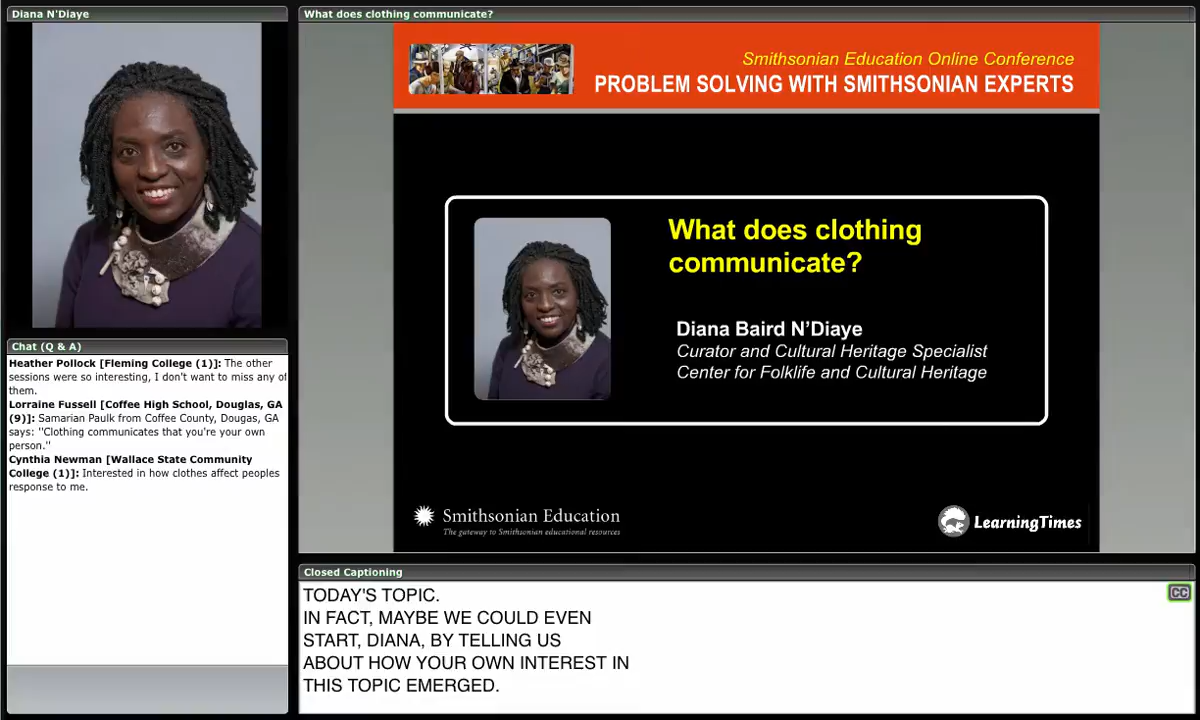 Diana N'Diaye
What does clothing communicate?
Smithsonian Education Online Conference
PROBLEM SOLVING WITH SMITHSONIAN EXPERTS
What does clothing
communicate?
Diana Baird N'Diaye
Curator and Cultural Heritage Specialist
Center for Folklife and Cultural Heritage
Smithsonian Education
The gateway to Smithsonian educational resources
LearningTimes
Chat (Q & A)
Heather Pollock [Fleming College (1)]: The other
sessions were so interesting, I don't want to miss any of
them.
Lorraine Fussell [Coffee High School, Douglas, GA
(9)]: Samarian Paulk from Coffee County, Dougas, GA
says: "Clothing communicates that you're your own
person."
Cynthia Newman [Wallace State Community
College (1)]: Interested in how clothes affect peoples
response to me.
Closed Captioning
TODAY'S TOPIC.
IN FACT, MAYBE WE COULD EVEN
START, DIANA, BY TELLING US
ABOUT HOW YOUR OWN INTEREST IN
THIS TOPIC EMERGED.
CC